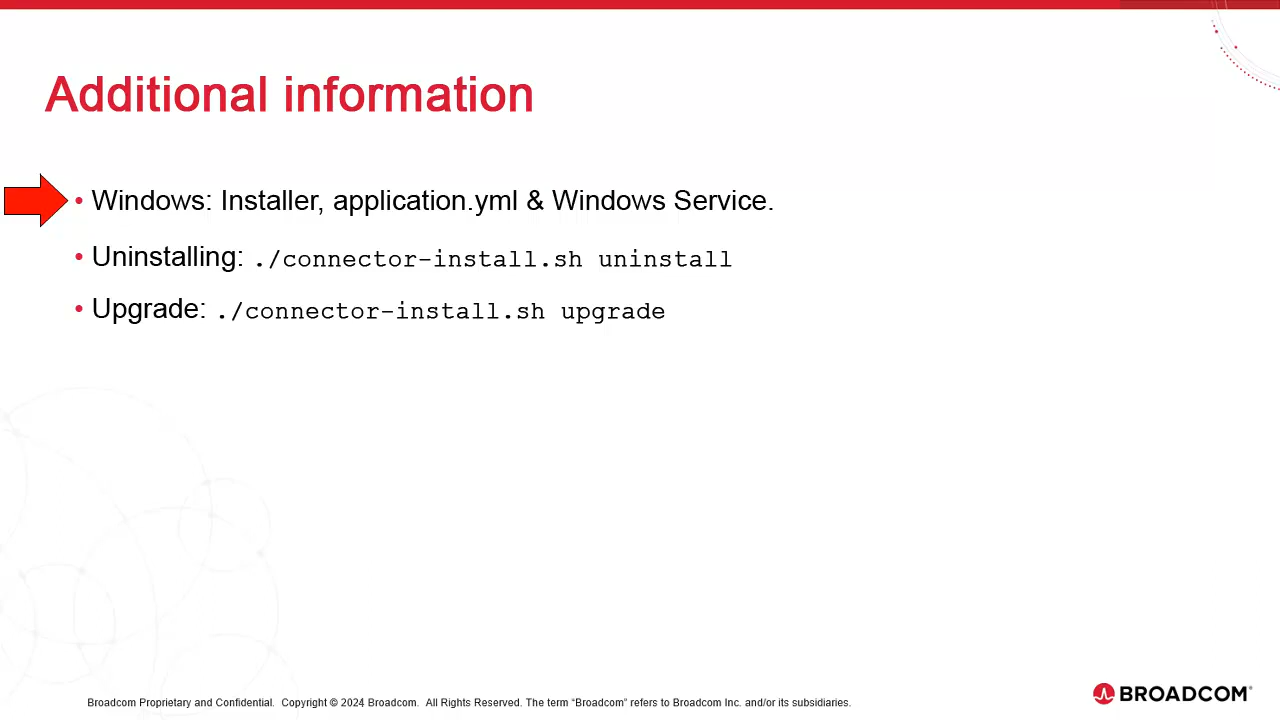 Additional information
• Windows: Installer, application.yml & Windows Service.
• Uninstalling: ./connector-install.sh uninstall
• Upgrade: ./connector-install.sh upgrade
Broadcom Proprietary and Confidential. Copyright © 2024 Broadcom. All Rights Reserved. The term “Broadcom” refers to Broadcom Inc. and/or its subsidiaries.
BROADCOM®